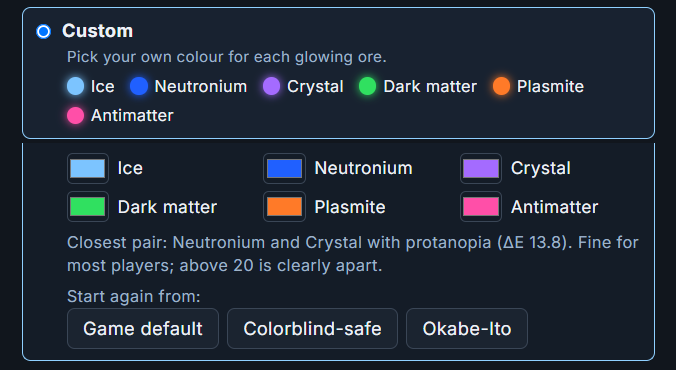 Custom
Pick your own colour for each glowing ore.
Ice Neutronium Crystal Dark matter Plasmite
Antimatter
Ice Neutronium Crystal
Dark matter Plasmite Antimatter
Closest pair: Neutronium and Crystal with protanopia (ΔE 13.8). Fine for
most players; above 20 is clearly apart.
Start again from:
Game default Colorblind-safe Okabe-Ito